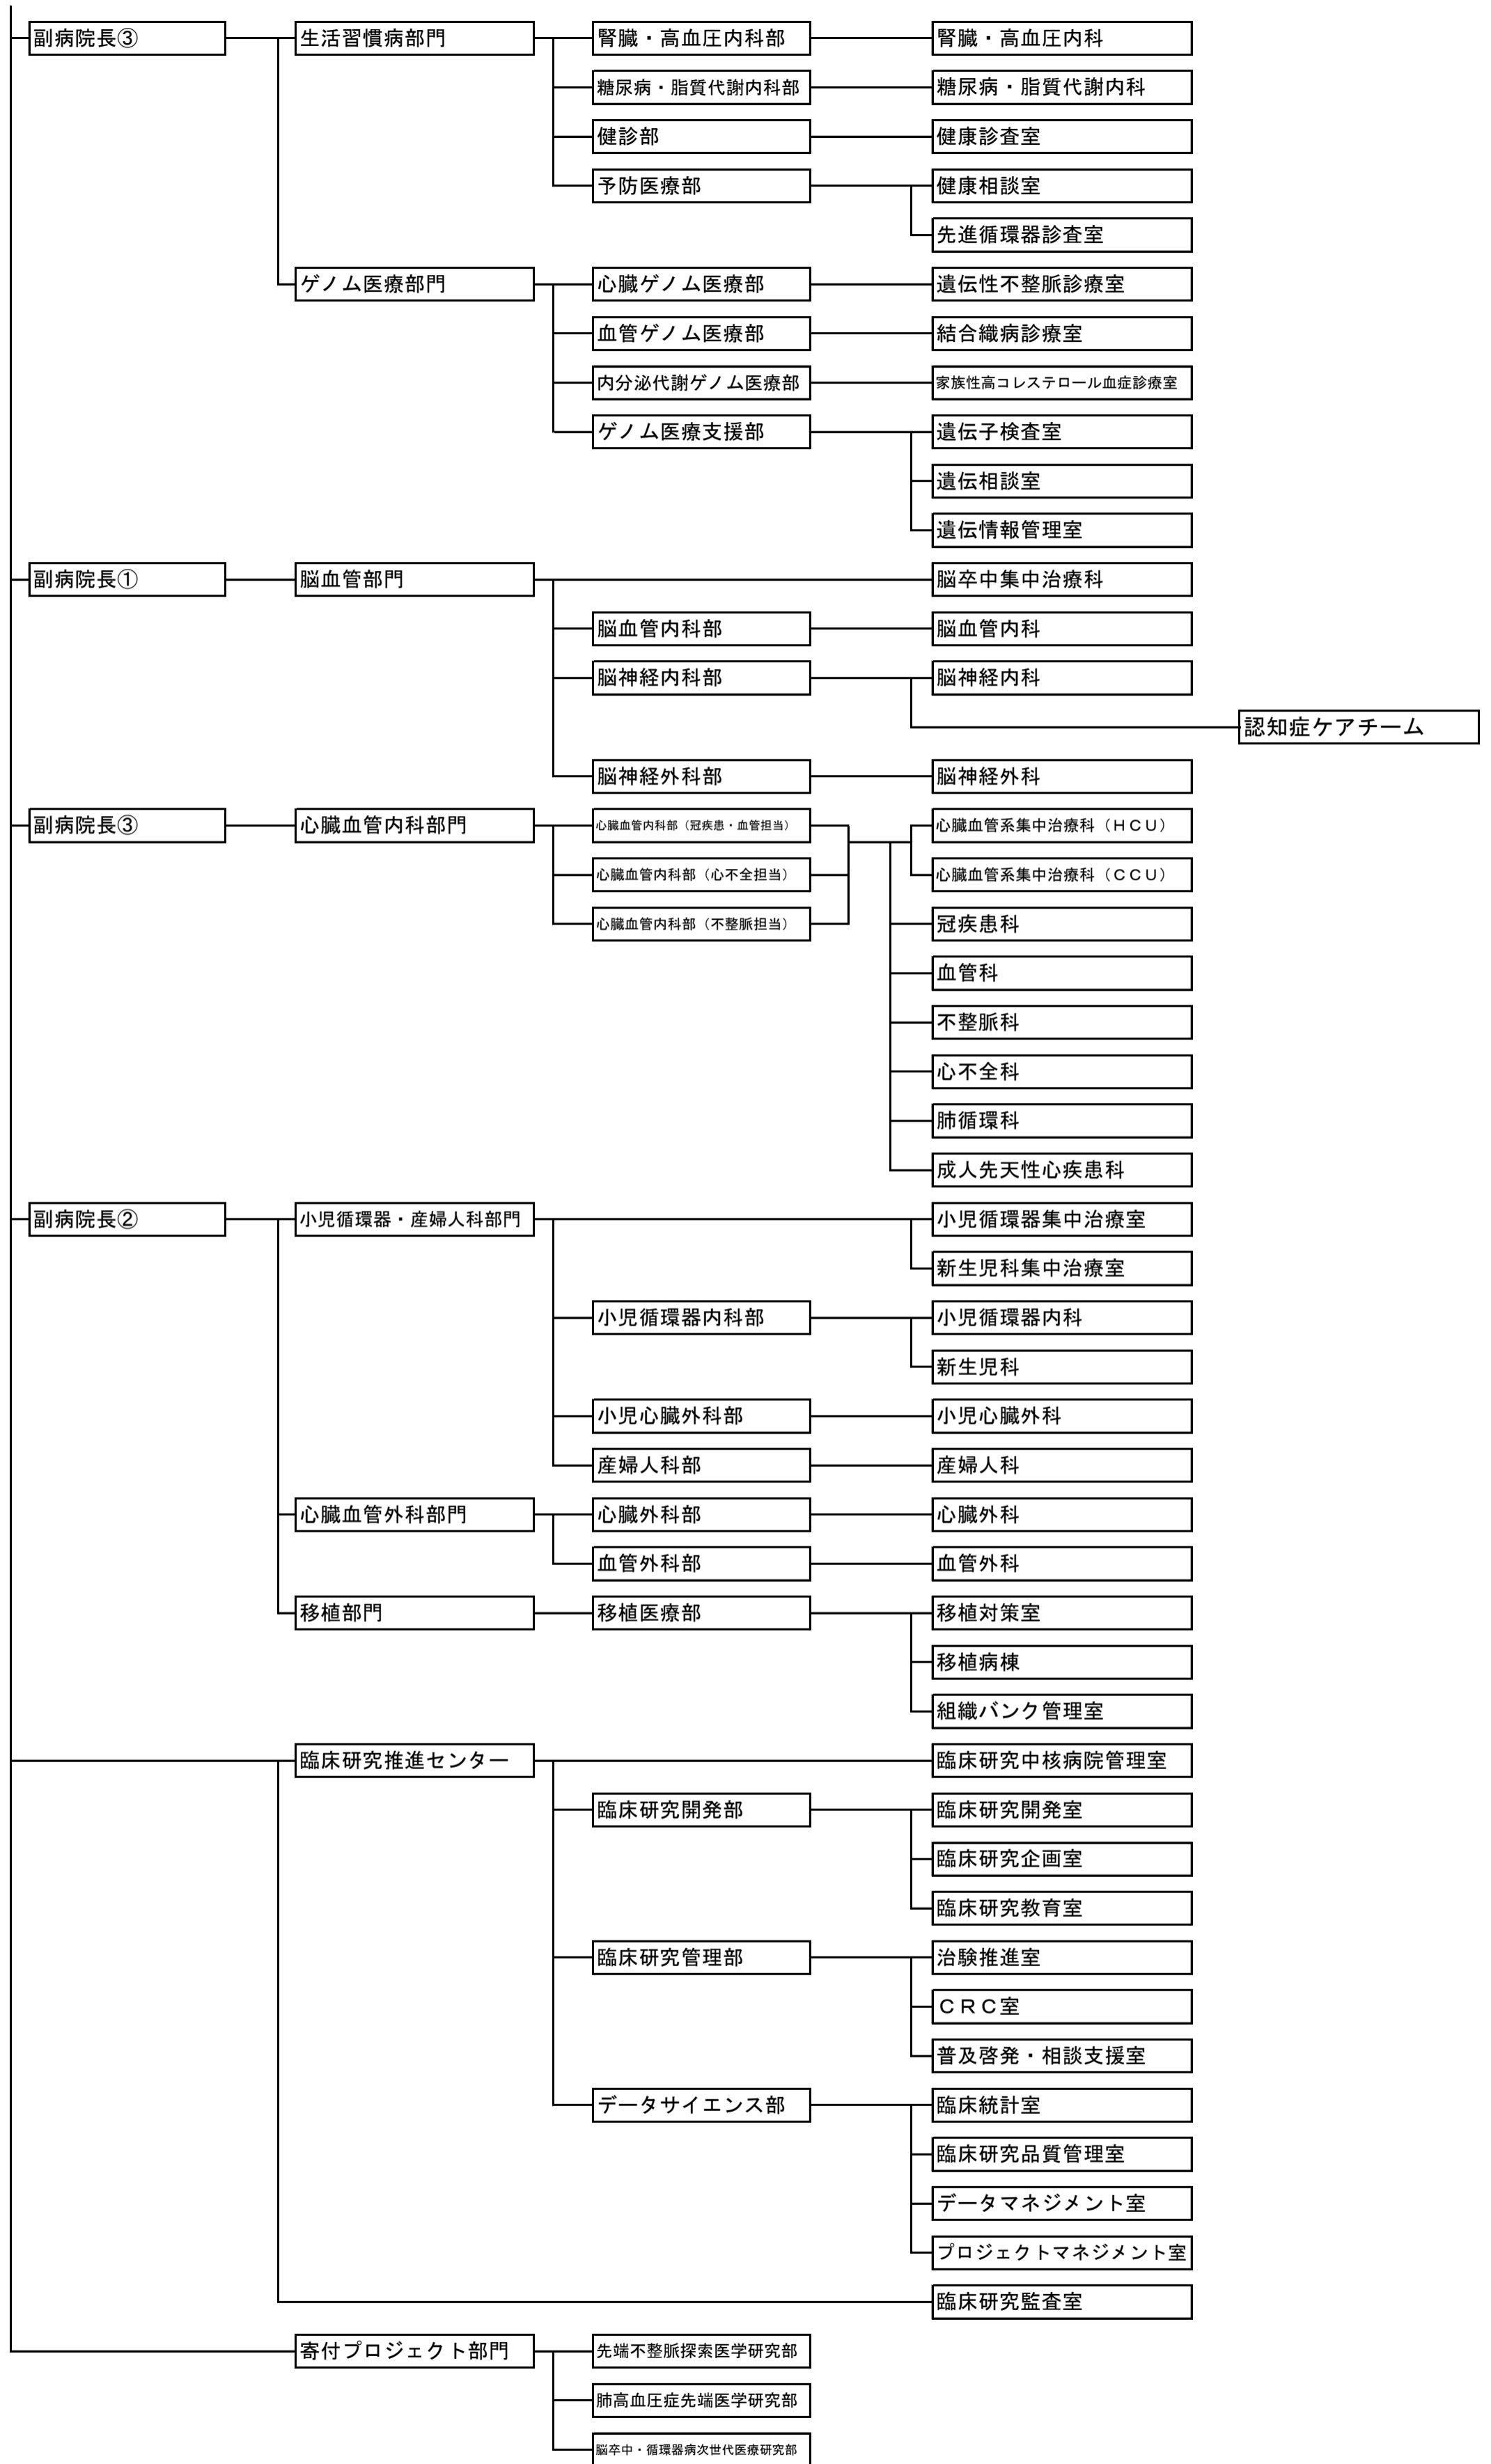 副病院長③ 生活習慣病部門 腎臓・高血圧内科部 腎臓・高血圧内科
糖尿病・脂質代謝内科部 糖尿病・脂質代謝内科
健診部 健康診査室
予防医療部 健康相談室
先進循環器診査室
ゲノム医療部門 心臓ゲノム医療部 遺伝性不整脈診療室
血管ゲノム医療部 結合織病診療室
内分泌代謝ゲノム医療部 家族性高コレステロール血症診療室
ゲノム医療支援部 遺伝子検査室
遺伝相談室
遺伝情報管理室
副病院長① 脳血管部門 脳卒中集中治療科
脳血管内科部 脳血管内科
脳神経内科部 脳神経内科
認知症ケアチーム
脳神経外科部 脳神経外科
副病院長③ 心臓血管内科部門 心臓血管内科部（冠疾患・血管担当） 心臓血管系集中治療科（ＨＣＵ）
心臓血管内科部（心不全担当） 心臓血管系集中治療科（ＣＣＵ）
心臓血管内科部（不整脈担当） 冠疾患科
血管科
不整脈科
心不全科
肺循環科
成人先天性心疾患科
副病院長② 小児循環器・産婦人科部門 小児循環器集中治療室
新生児科集中治療室
小児循環器内科部 小児循環器内科
新生児科
小児心臓外科部 小児心臓外科
産婦人科部 産婦人科
心臓血管外科部門 心臓外科部 心臓外科
血管外科部 血管外科
移植部門 移植医療部 移植対策室
移植病棟
組織バンク管理室
臨床研究推進センター 臨床研究中核病院管理室
臨床研究開発部 臨床研究開発室
臨床研究企画室
臨床研究教育室
臨床研究管理部 治験推進室
ＣＲＣ室
普及啓発・相談支援室
データサイエンス部 臨床統計室
臨床研究品質管理室
データマネジメント室
プロジェクトマネジメント室
臨床研究監査室
寄付プロジェクト部門 先端不整脈探索医学研究部
肺高血圧症先端医学研究部
脳卒中・循環器病次世代医療研究部